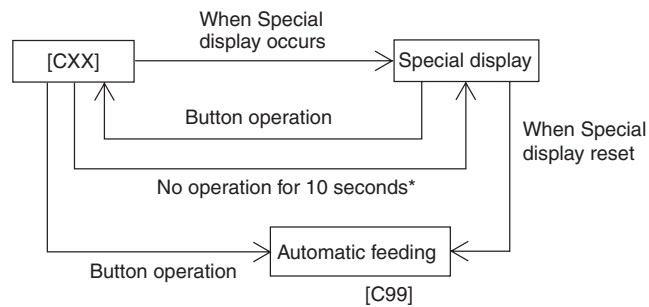 When Special
display occurs
[CXX]
Special display
Button operation
When Special
display reset
No operation for 10 seconds*
Automatic feeding
Button operation
[C99]